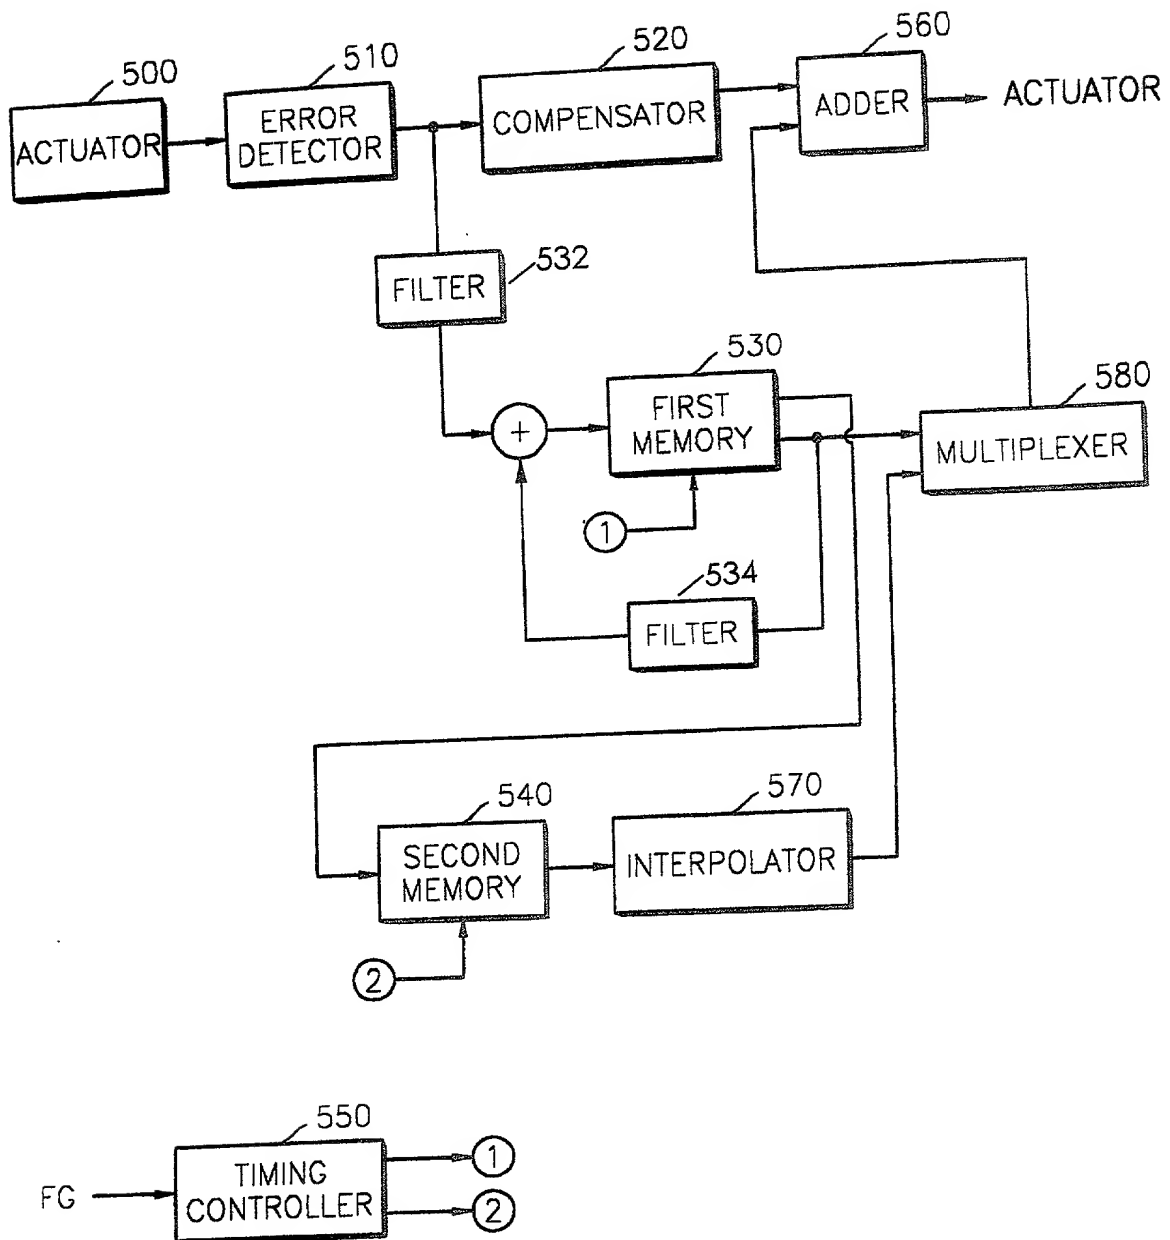 500
510
520
560
ACTUATOR
ERROR
DETECTOR
COMPENSATOR
ADDER
ACTUATOR
FILTER
532
530
FIRST
MEMORY
+
580
MULTIPLEXER
1
534
FILTER
540
SECOND
MEMORY
570
INTERPOLATOR
2
550
FG
TIMING
CONTROLLER
1
2